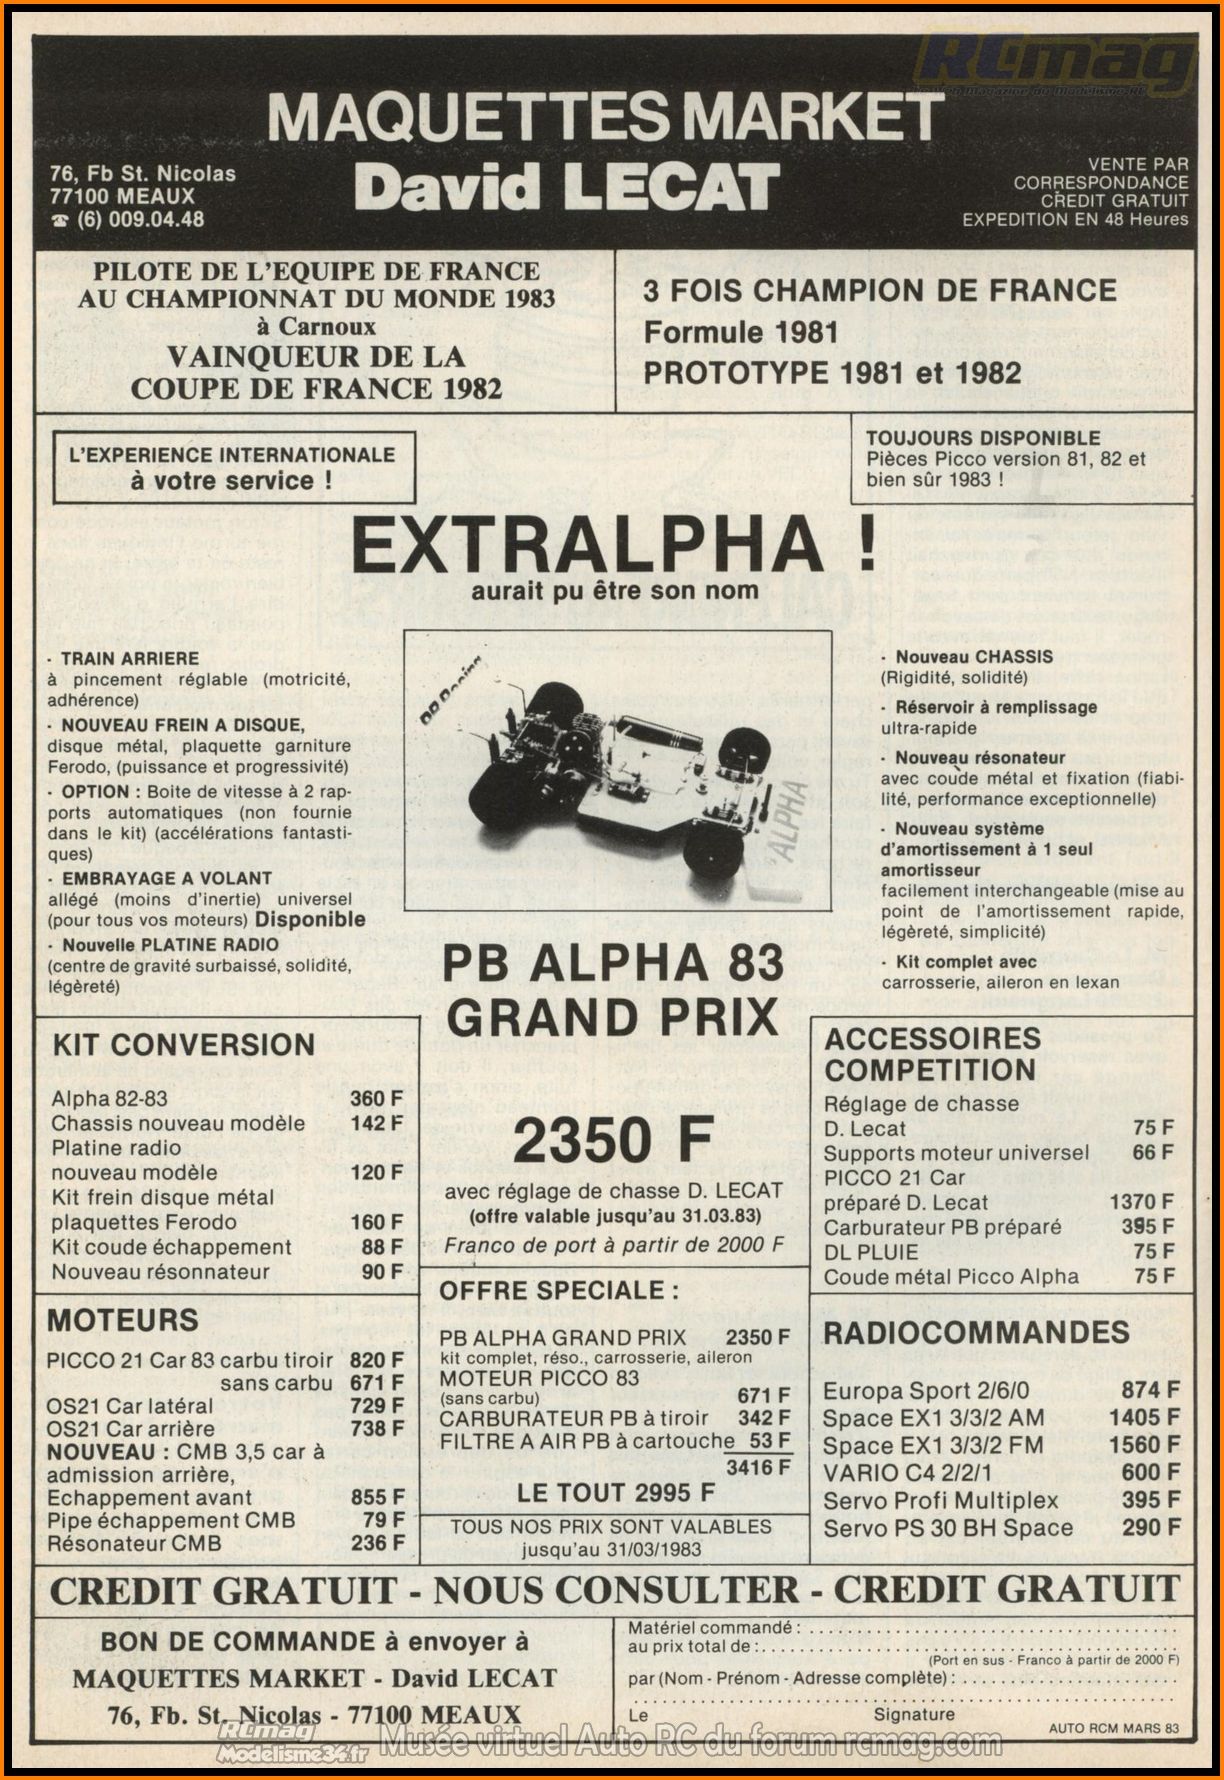 RCmag
Le Web Magazine du Modélisme RC
MAQUETTES MARKET
David LECAT
76, Fb St. Nicolas
77100 MEAUX
☎ (6) 009.04.48
VENTE PAR
CORRESPONDANCE
CREDIT GRATUIT
EXPEDITION EN 48 Heures
PILOTE DE L'EQUIPE DE FRANCE
AU CHAMPIONNAT DU MONDE 1983
à Carnoux
VAINQUEUR DE LA
COUPE DE FRANCE 1982
3 FOIS CHAMPION DE FRANCE
Formule 1981
PROTOTYPE 1981 et 1982
L'EXPERIENCE INTERNATIONALE
à votre service !
TOUJOURS DISPONIBLE
Pièces Picco version 81, 82 et
bien sûr 1983 !
EXTRALPHA !
aurait pu être son nom
· TRAIN ARRIERE
à pincement réglable (motricité,
adhérence)
· NOUVEAU FREIN A DISQUE,
disque métal, plaquette garniture
Ferodo, (puissance et progressivité)
· OPTION : Boite de vitesse à 2 rap-
ports automatiques (non fournie
dans le kit) (accélérations fantasti-
ques)
· EMBRAYAGE A VOLANT
allégé (moins d'inertie) universel
(pour tous vos moteurs) Disponible
· Nouvelle PLATINE RADIO
(centre de gravité surbaissé, solidité,
légèreté)
PB Racing
ALPHA
· Nouveau CHASSIS
(Rigidité, solidité)
· Réservoir à remplissage
ultra-rapide
· Nouveau résonateur
avec coude métal et fixation (fiabi-
lité, performance exceptionnelle)
· Nouveau système
d'amortissement à 1 seul
amortisseur
facilement interchangeable (mise au
point de l'amortissement rapide,
légèreté, simplicité)
· Kit complet avec
carrosserie, aileron en lexan
PB ALPHA 83
GRAND PRIX
2350 F
avec réglage de chasse D. LECAT
(offre valable jusqu'au 31.03.83)
Franco de port à partir de 2000 F
KIT CONVERSION
Alpha 82-83 360 F
Chassis nouveau modèle 142 F
Platine radio
nouveau modèle 120 F
Kit frein disque métal
plaquettes Ferodo 160 F
Kit coude échappement 88 F
Nouveau résonnateur 90 F
MOTEURS
PICCO 21 Car 83 carbu tiroir 820 F
sans carbu 671 F
OS21 Car latéral 729 F
OS21 Car arrière 738 F
NOUVEAU : CMB 3,5 car à
admission arrière,
Echappement avant 855 F
Pipe échappement CMB 79 F
Résonateur CMB 236 F
OFFRE SPECIALE :
PB ALPHA GRAND PRIX 2350 F
kit complet, réso., carrosserie, aileron
MOTEUR PICCO 83
(sans carbu) 671 F
CARBURATEUR PB à tiroir 342 F
FILTRE A AIR PB à cartouche 53 F
3416 F
LE TOUT 2995 F
TOUS NOS PRIX SONT VALABLES
jusqu'au 31/03/1983
ACCESSOIRES
COMPETITION
Réglage de chasse
D. Lecat 75 F
Supports moteur universel 66 F
PICCO 21 Car
préparé D. Lecat 1370 F
Carburateur PB préparé 395 F
DL PLUIE 75 F
Coude métal Picco Alpha 75 F
RADIOCOMMANDES
Europa Sport 2/6/0 874 F
Space EX1 3/3/2 AM 1405 F
Space EX1 3/3/2 FM 1560 F
VARIO C4 2/2/1 600 F
Servo Profi Multiplex 395 F
Servo PS 30 BH Space 290 F
CREDIT GRATUIT - NOUS CONSULTER - CREDIT GRATUIT
BON DE COMMANDE à envoyer à
MAQUETTES MARKET - David LECAT
76, Fb. St. Nicolas - 77100 MEAUX
Matériel commandé :
au prix total de :
(Port en sus - Franco à partir de 2000 F)
par (Nom - Prénom - Adresse complète) :
Le Signature
AUTO RCM MARS 83
RCmag
Modelisme34.fr
Musée virtuel Auto RC du forum rcmag.com